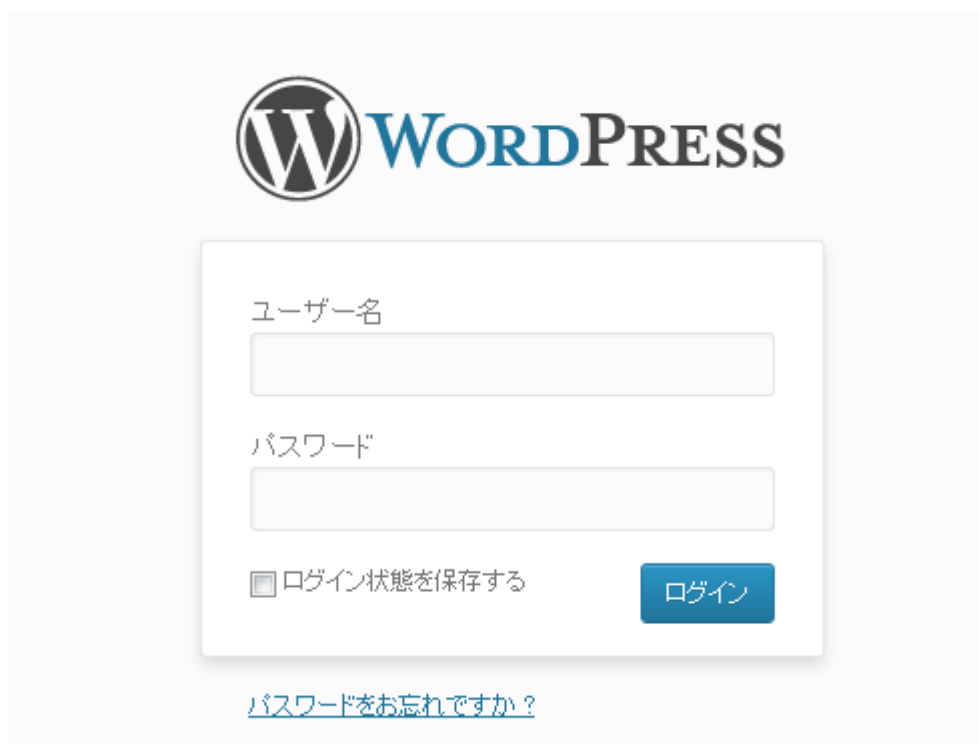 WORDPRESS
ユーザー名
パスワード
ログイン状態を保存する
ログイン
パスワードをお忘れですか ?